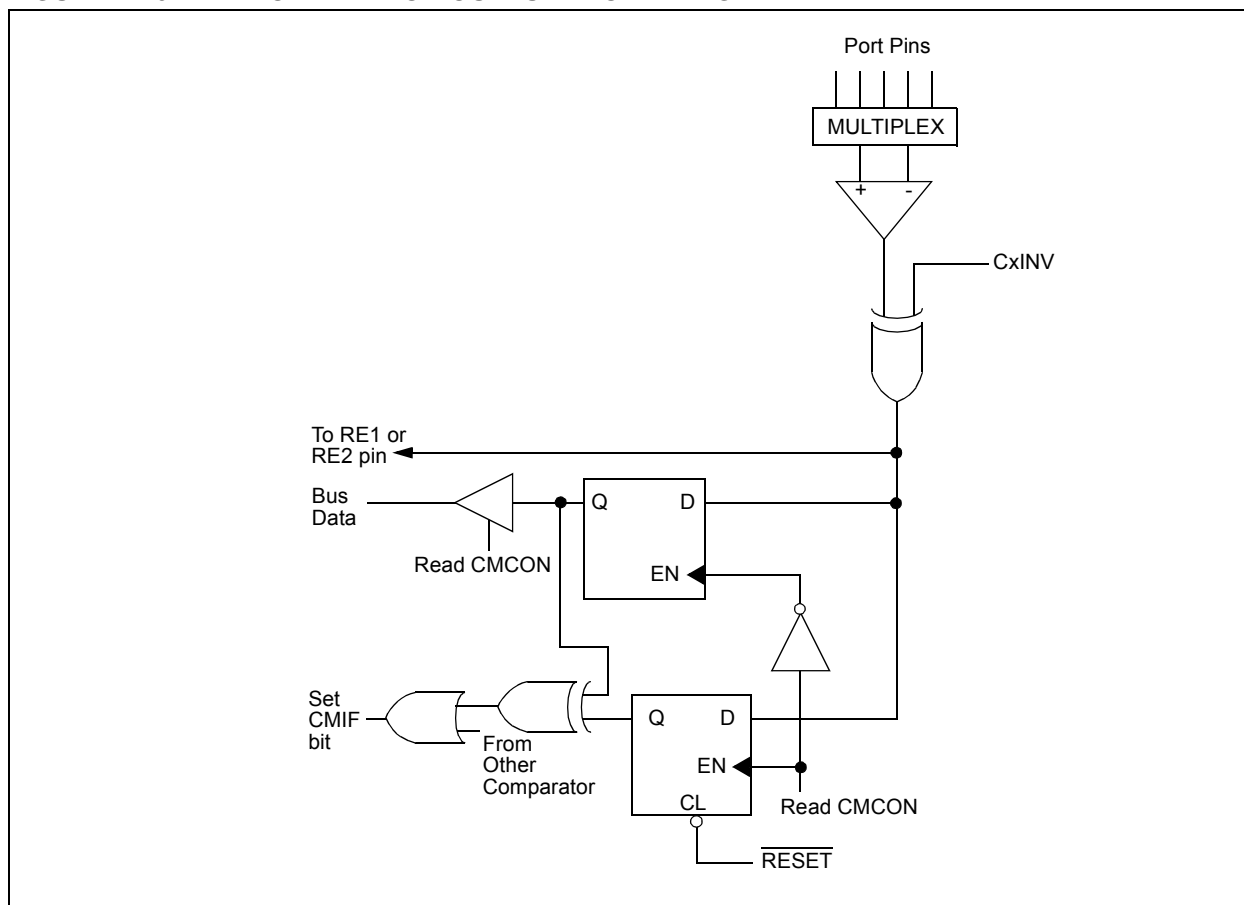 Port Pins
MULTIPLEX
+ -
CxINV
To RE1 or
RE2 pin
Bus
Data
Q D
EN
Read CMCON
Set
CMIF
bit
From
Other
Comparator
Q D
EN
CL
Read CMCON
RESET